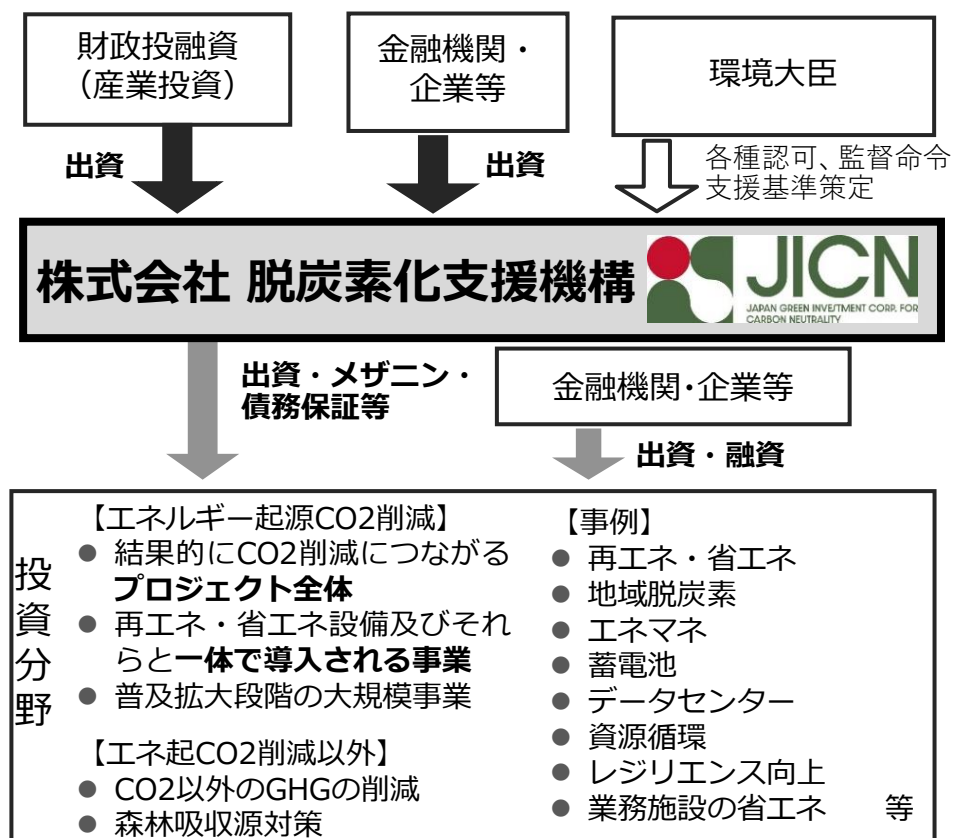 財政投融資
（産業投資）
金融機関・
企業等
環境大臣
出資
出資
各種認可、監督命令
支援基準策定
株式会社 脱炭素化支援機構
JICN
JAPAN GREEN INVESTMENT CORP. FOR
CARBON NEUTRALITY
出資・メザニン・
債務保証等
金融機関・企業等
出資・融資
投資分野
【エネルギー起源CO2削減】
● 結果的にCO2削減につながる
プロジェクト全体
● 再エネ・省エネ設備及びそれ
らと一体で導入される事業
● 普及拡大段階の大規模事業
【エネ起CO2削減以外】
● CO2以外のGHGの削減
● 森林吸収源対策
【事例】
● 再エネ・省エネ
● 地域脱炭素
● エネマネ
● 蓄電池
● データセンター
● 資源循環
● レジリエンス向上
● 業務施設の省エネ 等